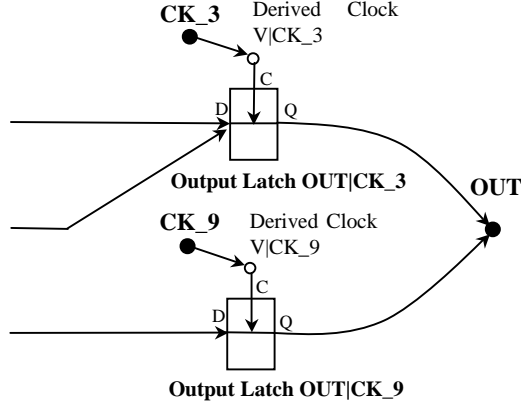 CK_3
Derived Clock
V|CK_3
C
D
Q
Output Latch OUT|CK_3
OUT
CK_9
Derived Clock
V|CK_9
C
D
Q
Output Latch OUT|CK_9